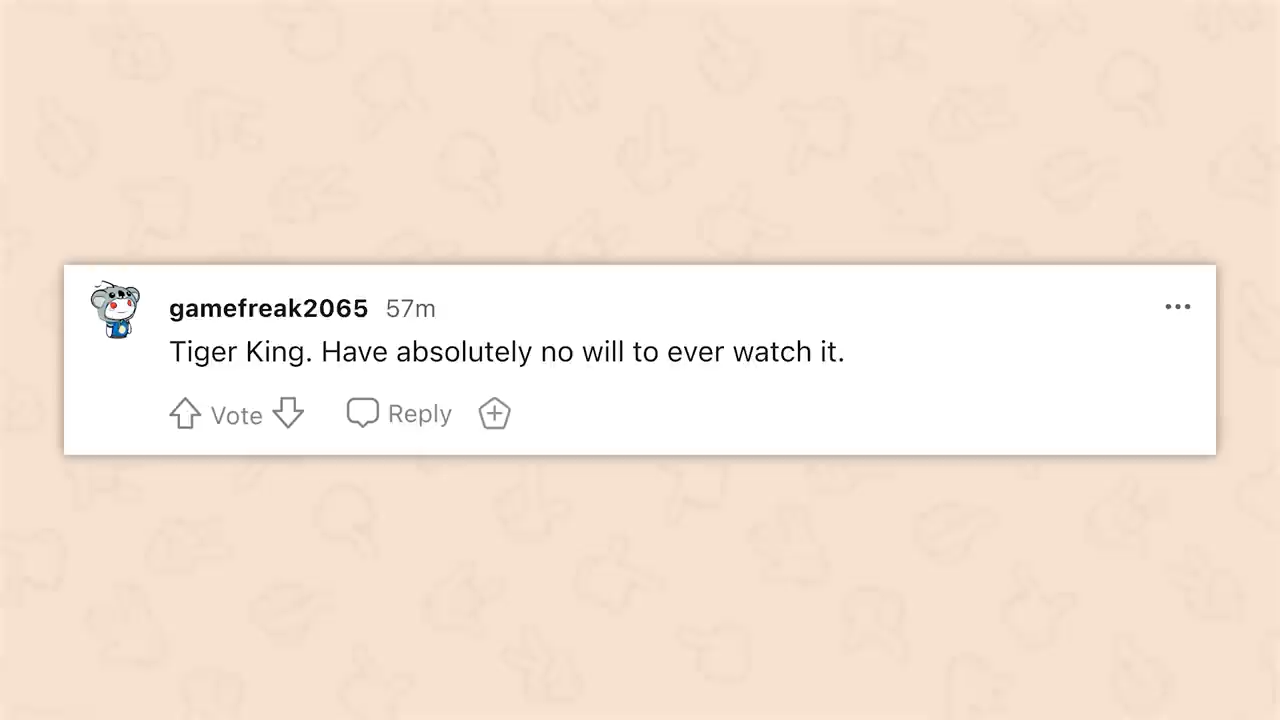 gamefreak2065 57m
Tiger King. Have absolutely no will to ever watch it.
Vote Reply